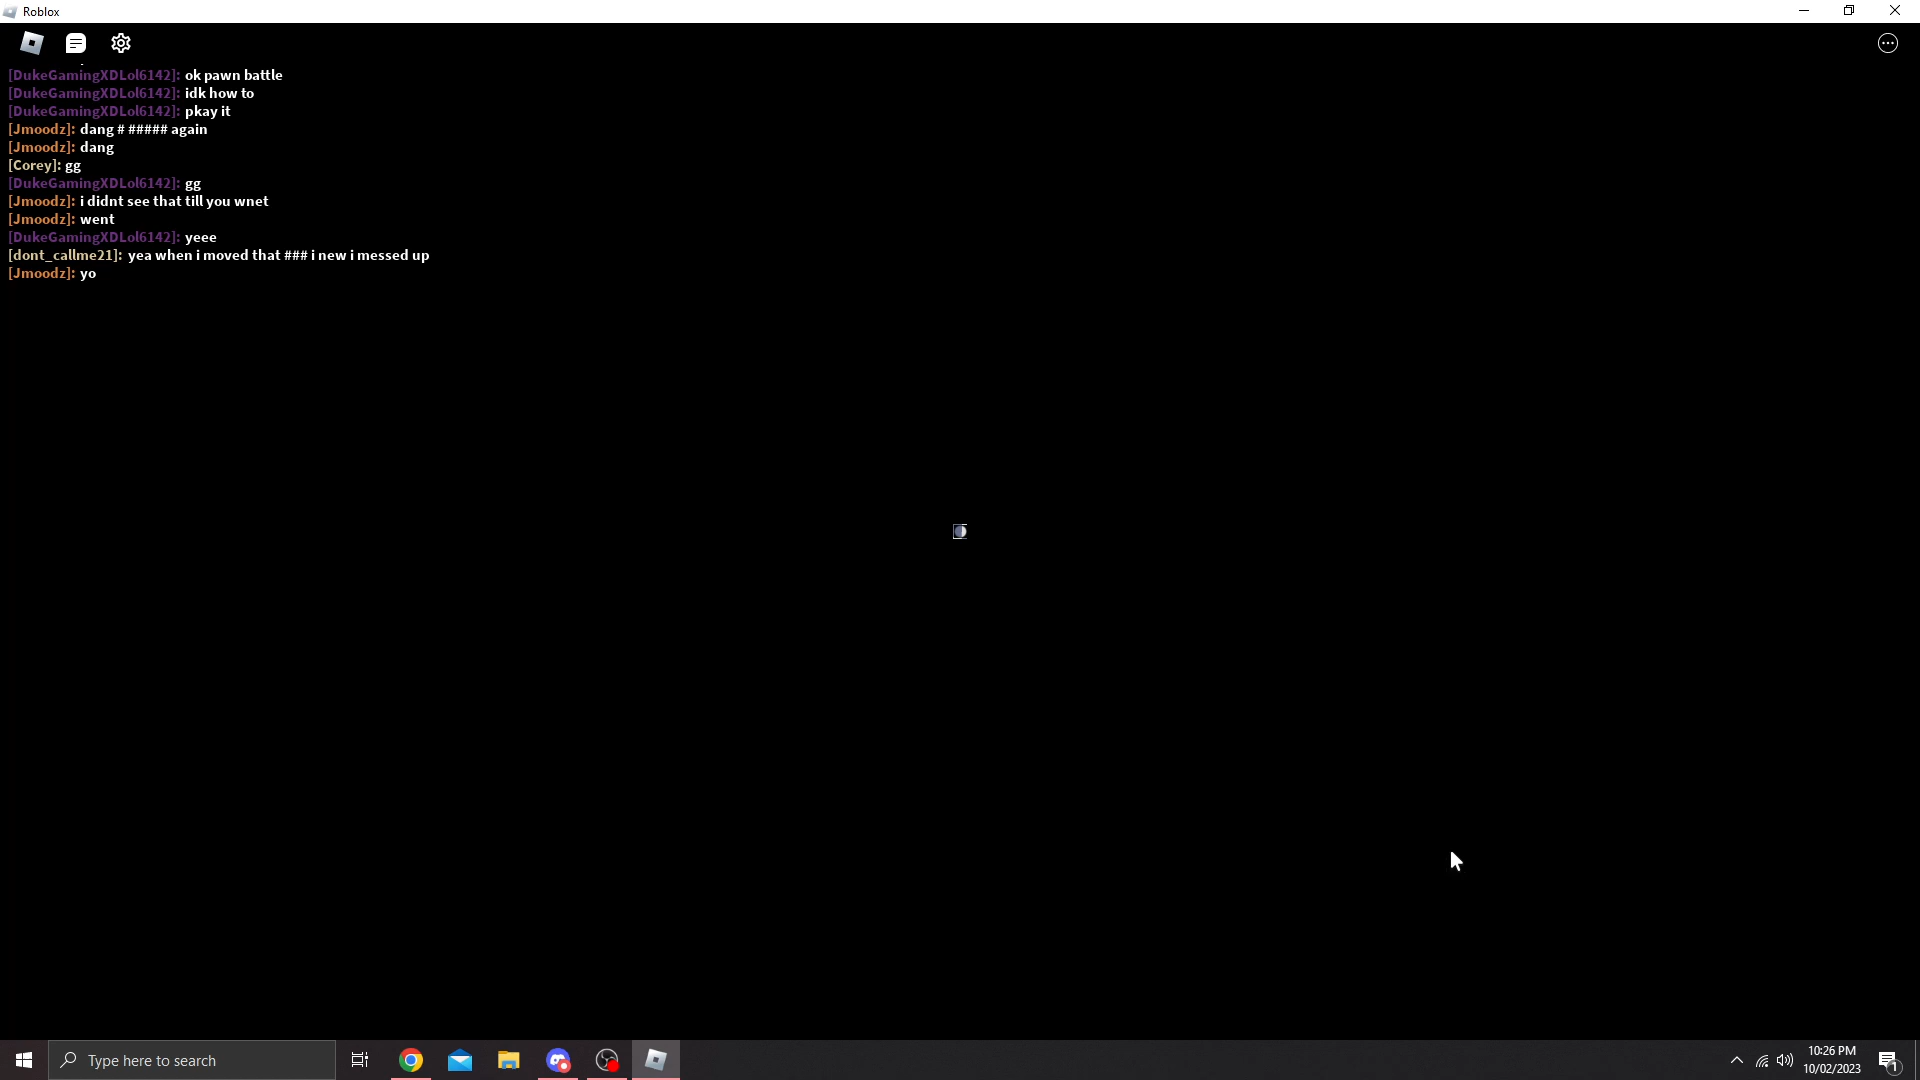 Roblox
[DukeGamingXDLol6142]: ok pawn battle
[DukeGamingXDLol6142]: idk how to
[DukeGamingXDLol6142]: pkay it
[Jmoodz]: dang # ##### again
[Jmoodz]: dang
[Corey]: gg
[DukeGamingXDLol6142]: gg
[Jmoodz]: i didnt see that till you wnet
[Jmoodz]: went
[DukeGamingXDLol6142]: yeee
[dont_callme21]: yea when i moved that ### i new i messed up
[Jmoodz]: yo
Type here to search
10:26 PM
10/02/2023
1